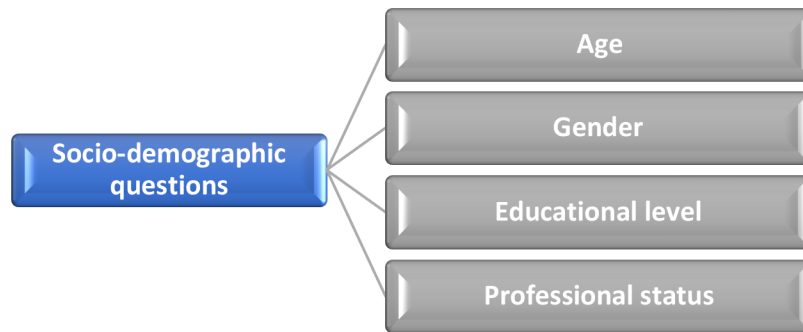 Socio-demographic
questions
Age
Gender
Educational level
Professional status